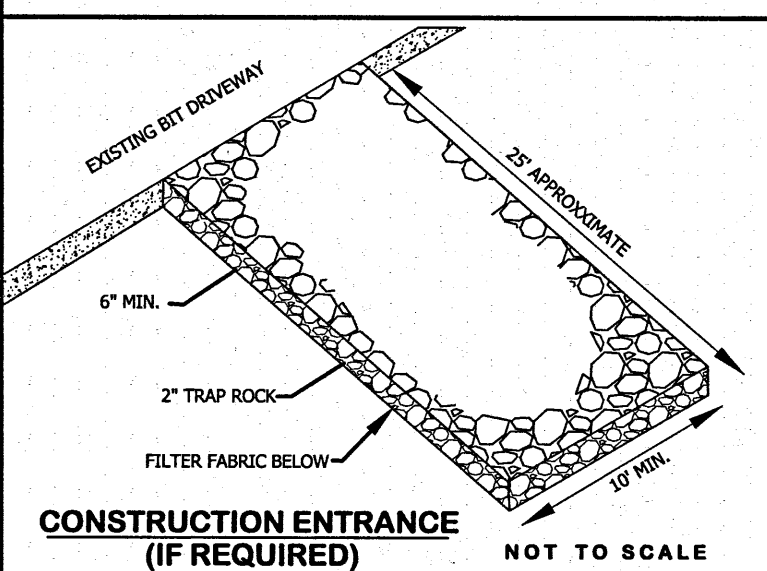 EXISTING BIT DRIVEWAY
25' APPROXXIMATE
6" MIN.
2" TRAP ROCK
FILTER FABRIC BELOW
10' MIN.
CONSTRUCTION ENTRANCE
(IF REQUIRED)
NOT TO SCALE